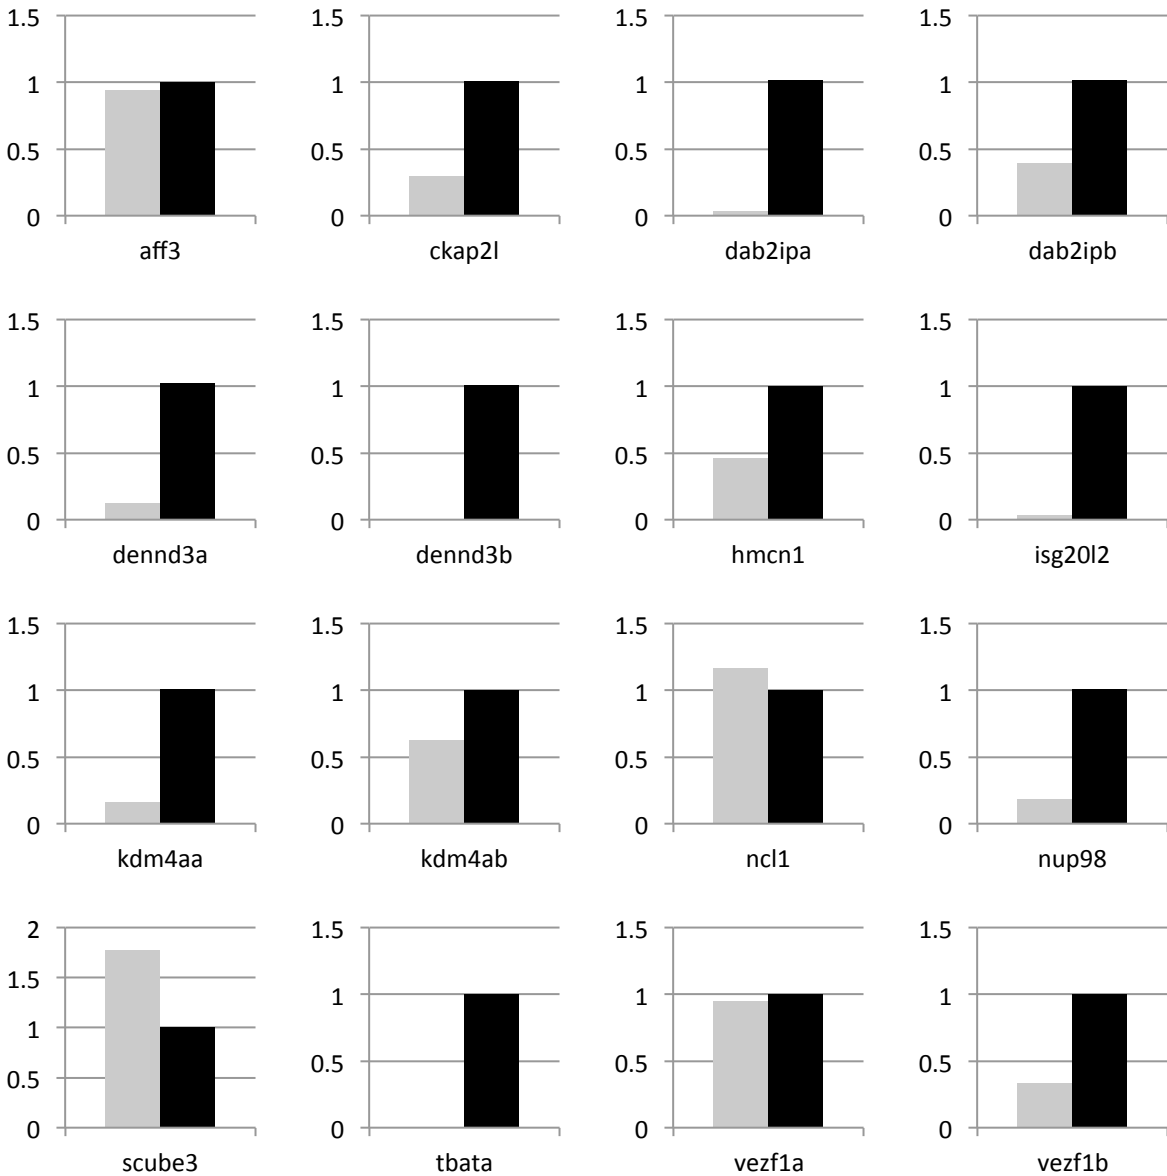 1.5 1.5 1.5 1.5
1 1 1 1
0.5 0.5 0.5 0.5
0 0 0 0
aff3 ckap2l dab2ipa dab2ipb
1.5 1.5 1.5 1.5
1 1 1 1
0.5 0.5 0.5 0.5
0 0 0 0
dennd3a dennd3b hmcn1 isg20l2
1.5 1.5 1.5 1.5
1 1 1 1
0.5 0.5 0.5 0.5
0 0 0 0
kdm4aa kdm4ab ncl1 nup98
2 1.5 1.5 1.5
1.5
1 1 1 1
0.5 0.5 0.5 0.5
0 0 0 0
scube3 tbata vezf1a vezf1b